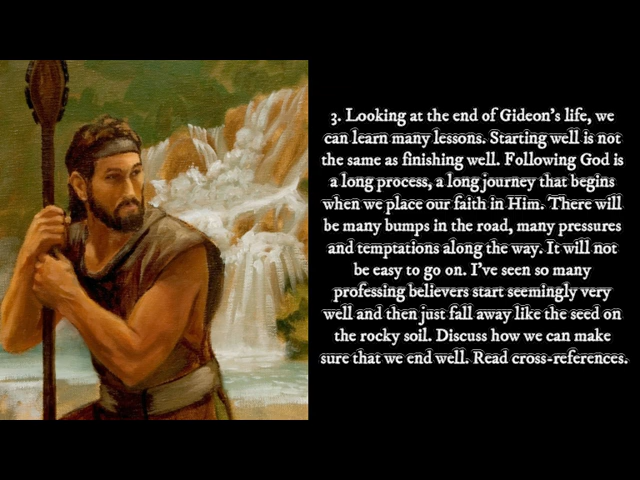 3. Looking at the end of Gideon's life, we
can learn many lessons. Starting well is not
the same as finishing well. Following God is
a long process, a long journey that begins
when we place our faith in Him. There will
be many bumps in the road, many pressures
and temptations along the way. It will not
be easy to go on. I've seen so many
professing believers start seemingly very
well and then just fall away like the seed on
the rocky soil. Discuss how we can make
sure that we end well. Read cross-references.